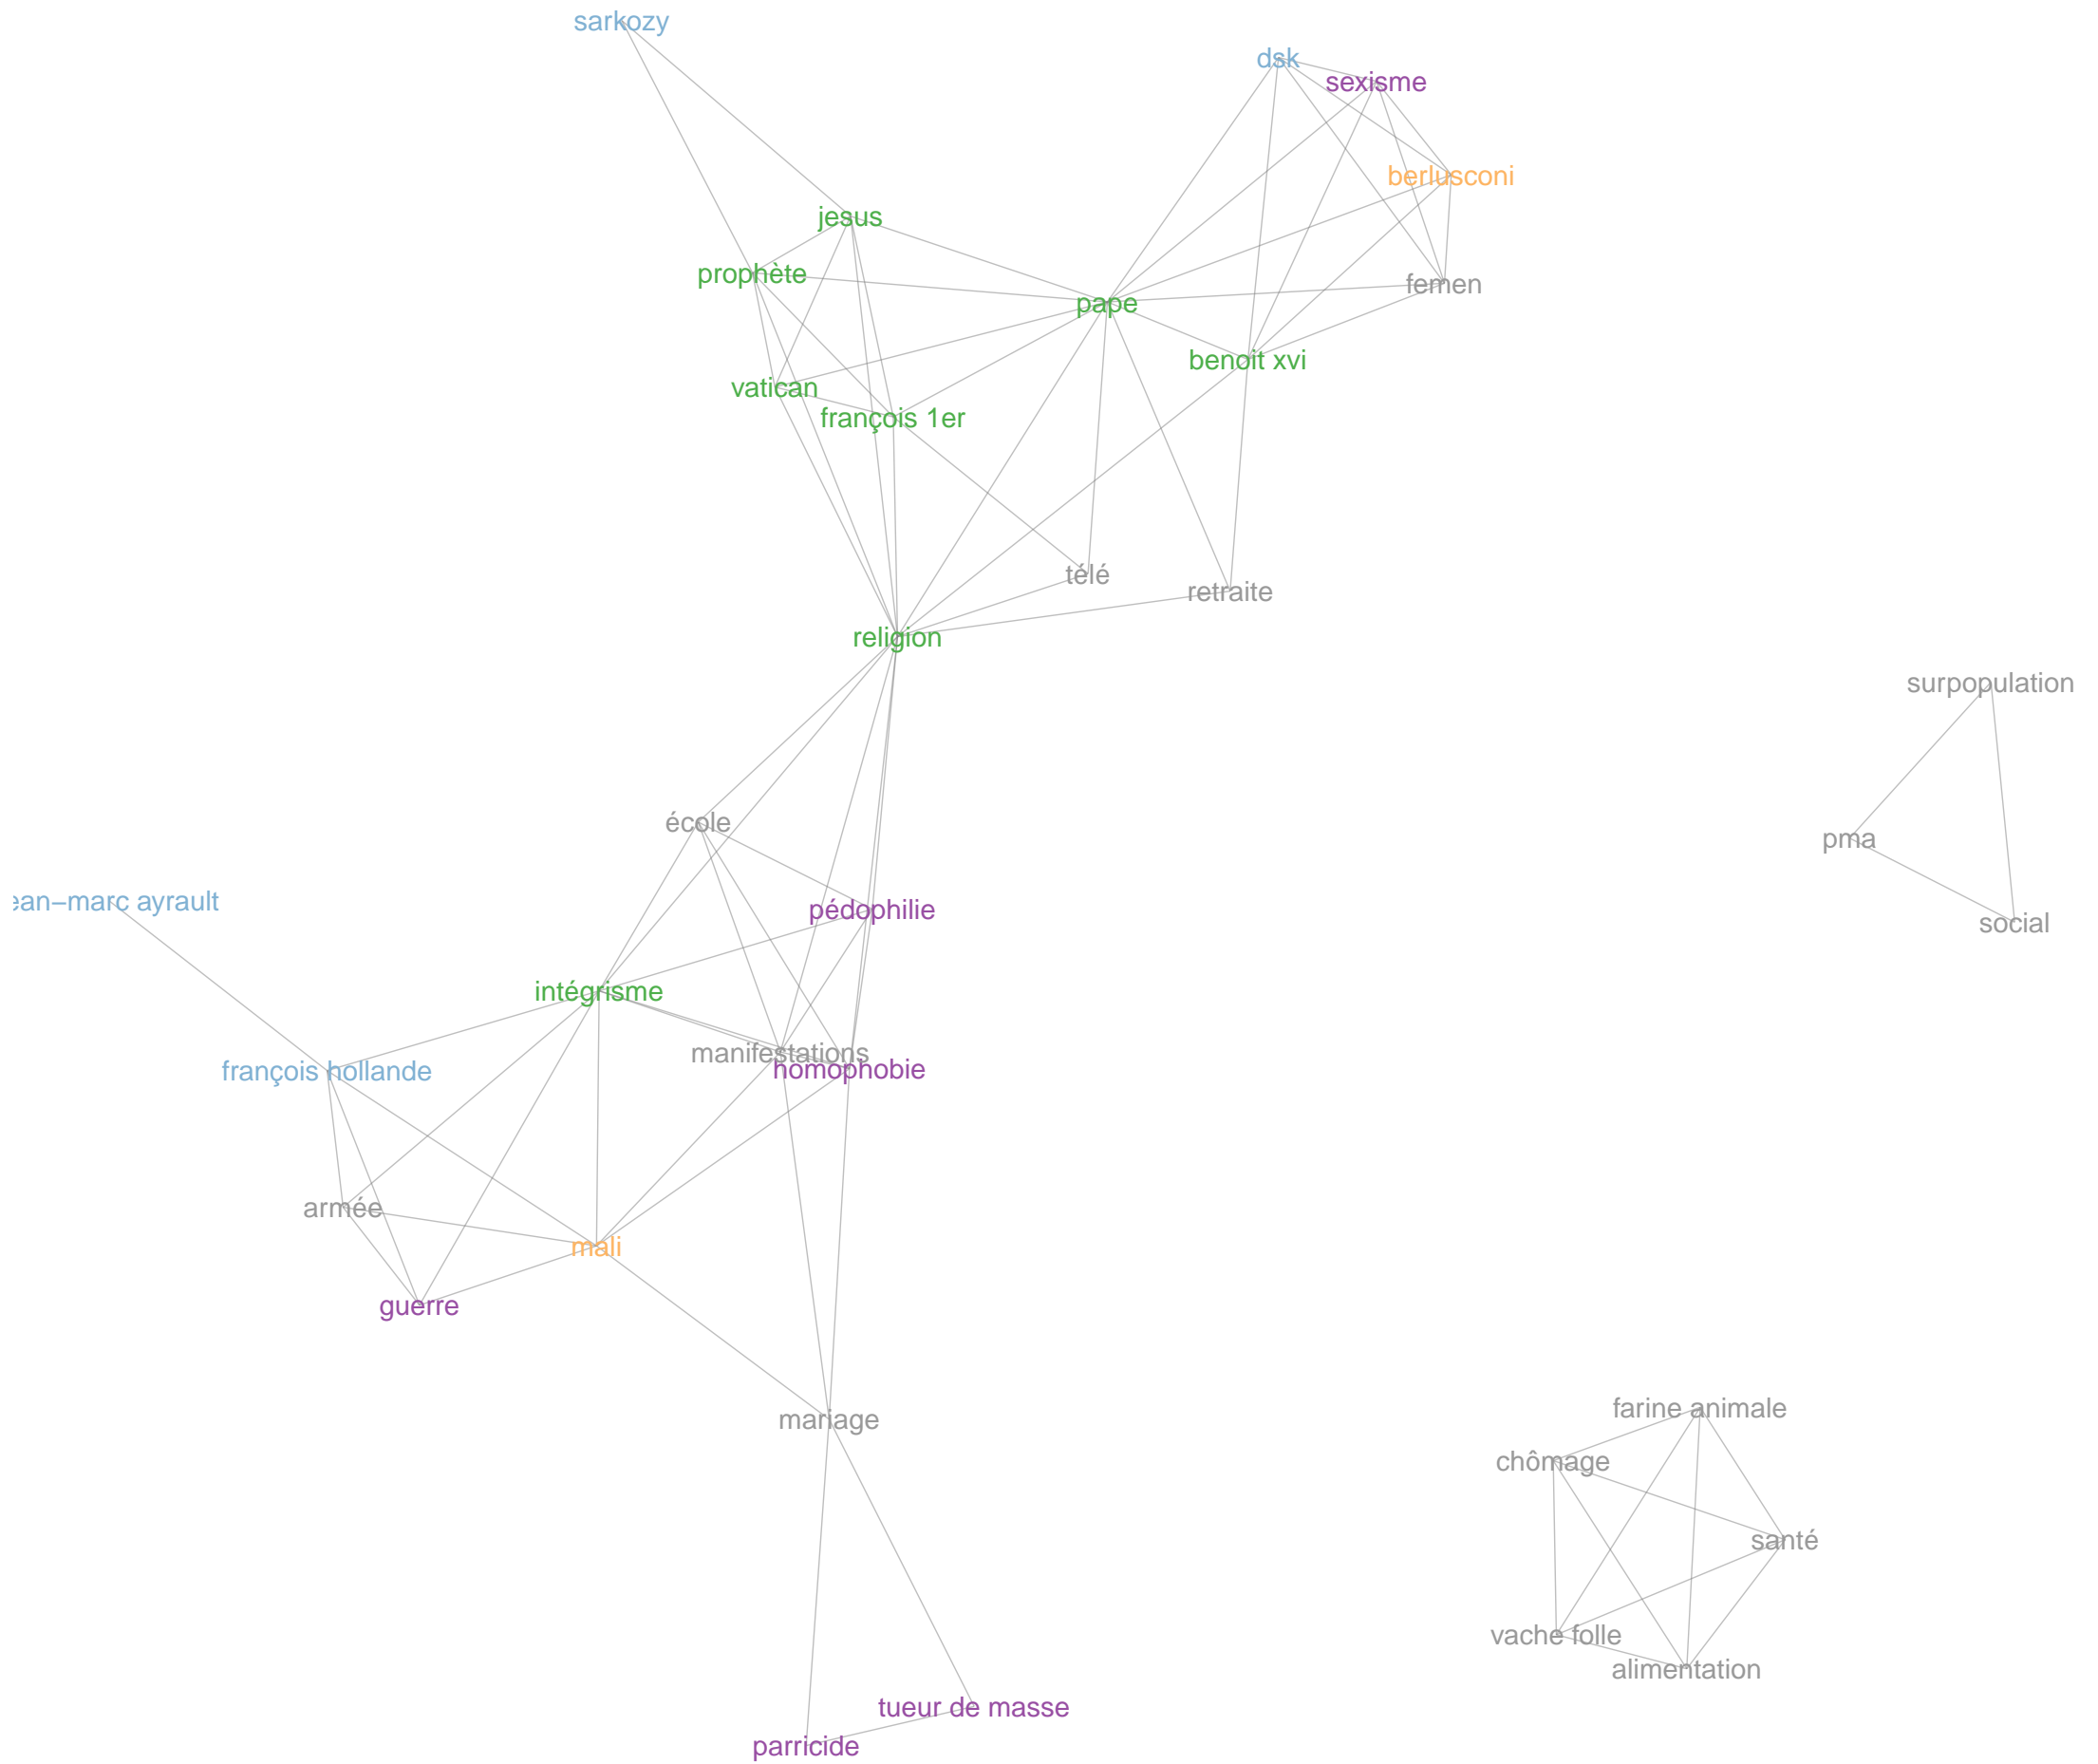 sarkozy
dsk
sexisme
berlusconi
jesus
prophète
femen
pape
benoit xvi
vatican
françois 1er
télé
retraite
religion
surpopulation
école
pma
ean−marc ayrault
pédophilie
social
intégrisme
manifestations
homophobie
françois hollande
armée
mali
guerre
farine animale
mariage
chômage
santé
vache folle
alimentation
tueur de masse
parricide